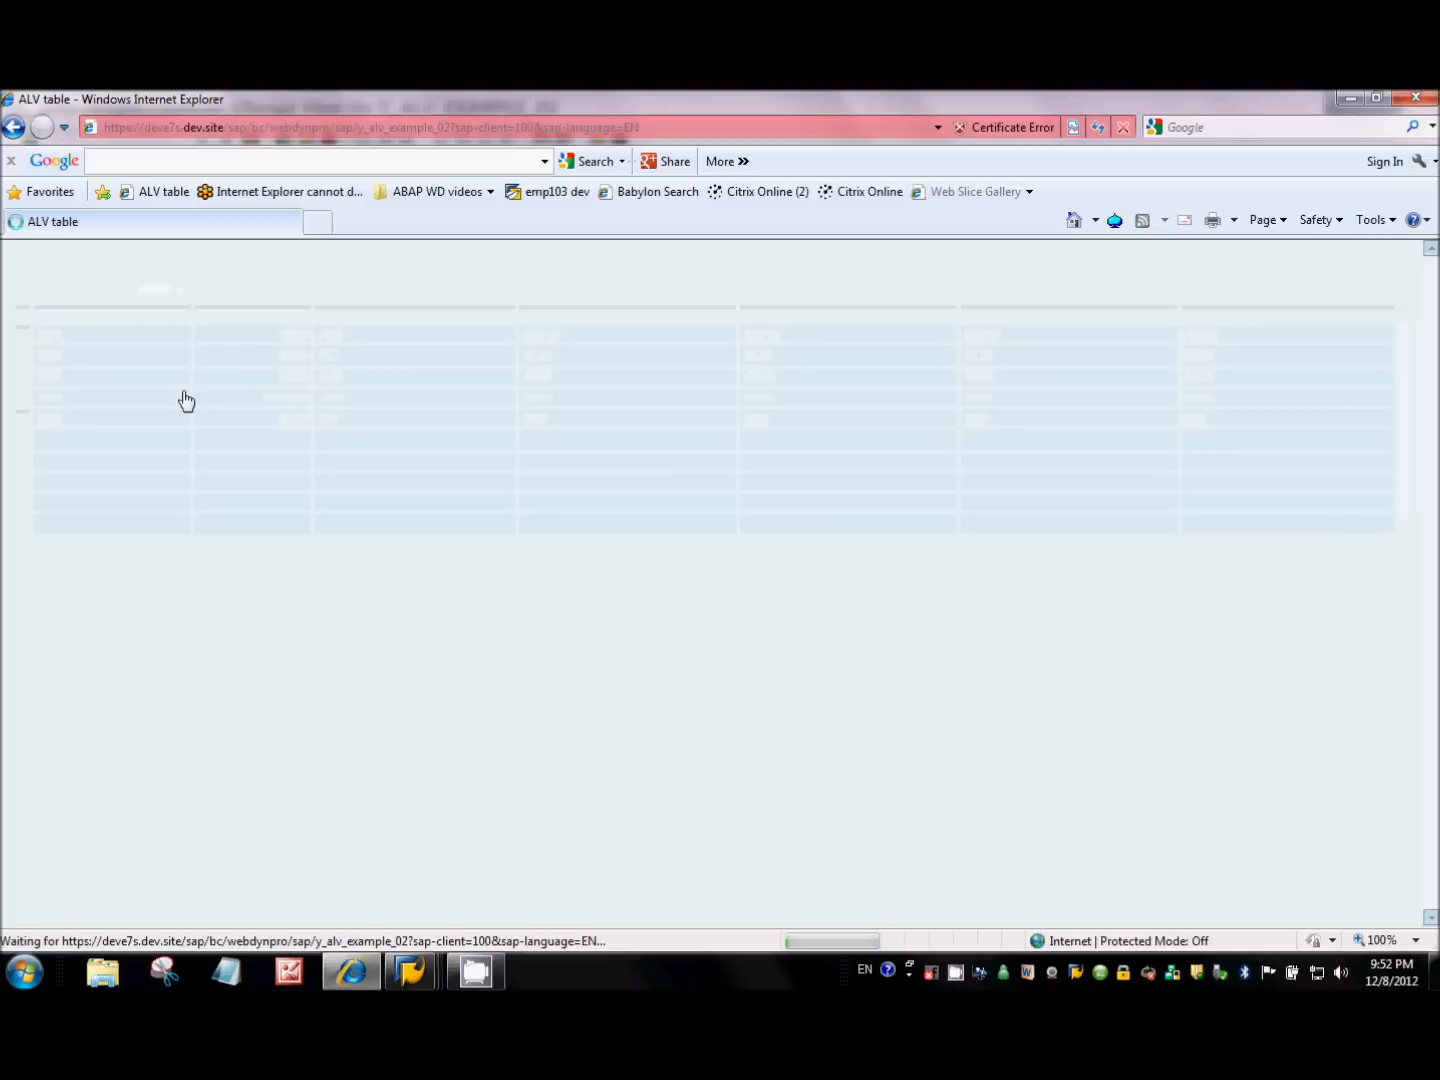 ALV table - Windows Internet Explorer
https://deve7s.dev.site/sap/bc/webdynpro/sap/y_alv_example_02?sap-client=100&sap-language=EN Certificate Error Google
x Google Search Share More » Sign In
Favorites ALV table Internet Explorer cannot d... ABAP WD videos emp103 dev Babylon Search Citrix Online (2) Citrix Online Web Slice Gallery
ALV table Page Safety Tools
Waiting for https://deve7s.dev.site/sap/bc/webdynpro/sap/y_alv_example_02?sap-client=100&sap-language=EN... Internet | Protected Mode: Off 100%
EN 9:52 PM
12/8/2012